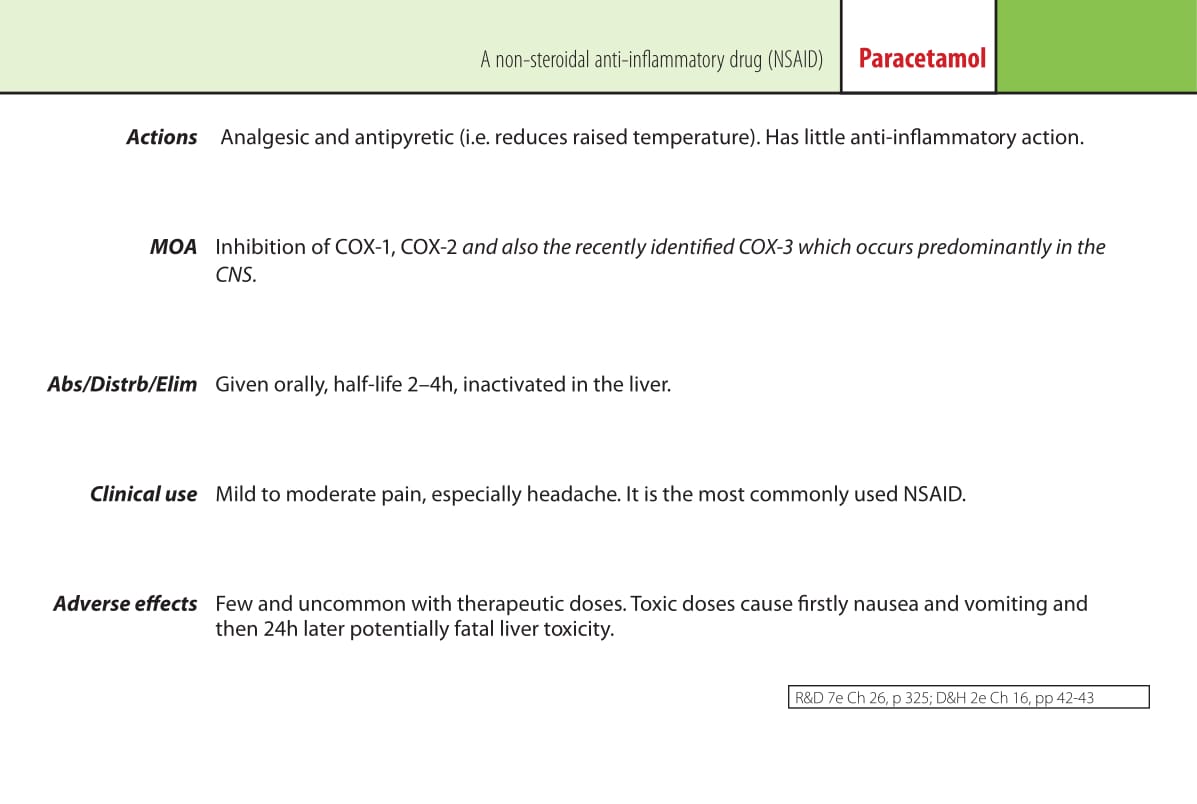 A non-steroidal anti-inflammatory drug (NSAID) Paracetamol
Actions Analgesic and antipyretic (i.e. reduces raised temperature). Has little anti-inflammatory action.
MOA Inhibition of COX-1, COX-2 and also the recently identified COX-3 which occurs predominantly in the
CNS.
Abs/Distrb/Elim Given orally, half-life 2–4h, inactivated in the liver.
Clinical use Mild to moderate pain, especially headache. It is the most commonly used NSAID.
Adverse effects Few and uncommon with therapeutic doses. Toxic doses cause firstly nausea and vomiting and
then 24h later potentially fatal liver toxicity.
R&D 7e Ch 26, p 325; D&H 2e Ch 16, pp 42-43